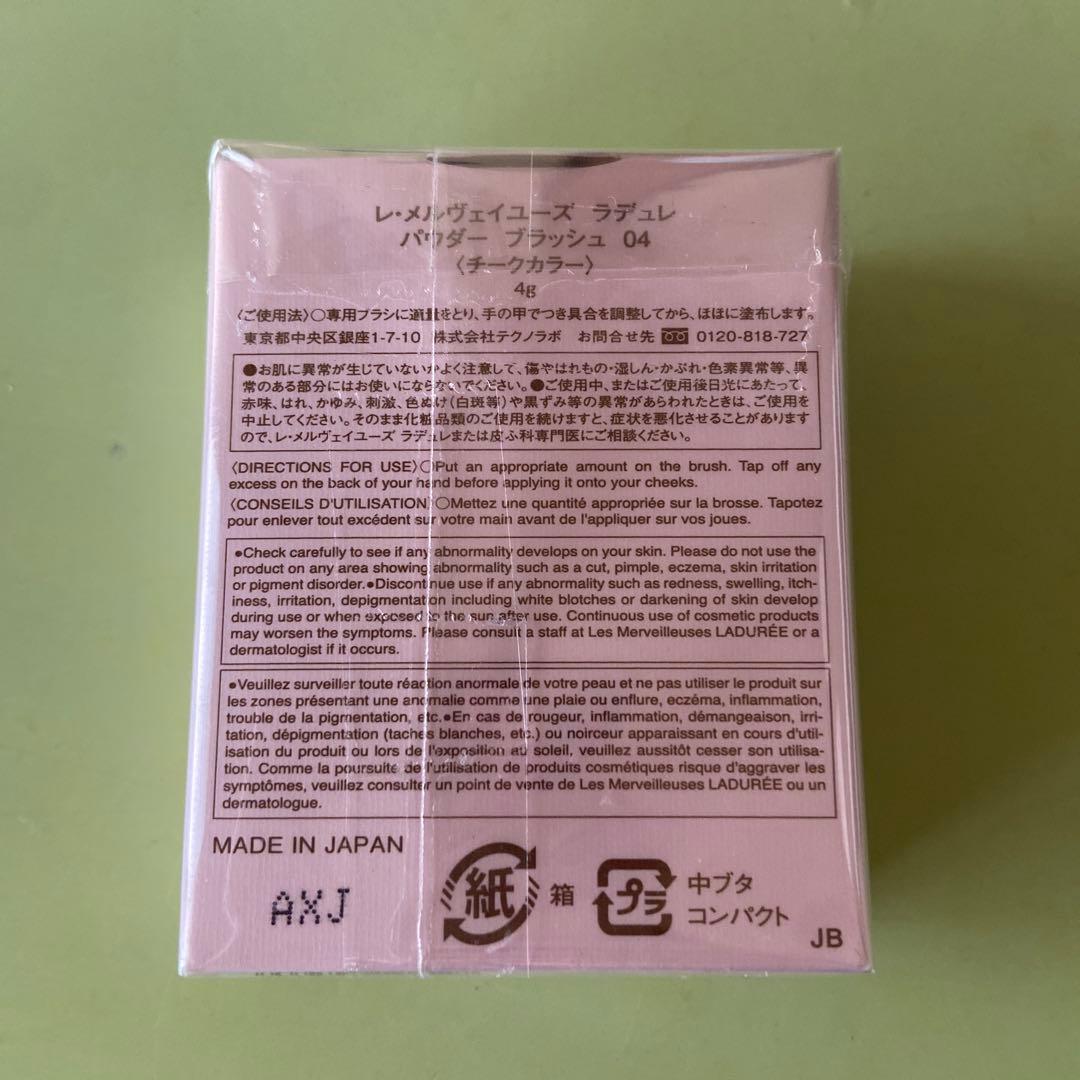 レ・メルヴェイユーズ ラデュレ
パウダー ブラッシュ 04
〈チークカラー〉
4g
〈ご使用法〉○専用ブラシに適量をとり、手の甲でつき具合を調整してから、ほほに塗布します。
東京都中央区銀座1-7-10 株式会社テクノラボ お問合せ先 0120-818-727
●お肌に異常が生じていないかよく注意して、傷やはれもの・湿しん・かぶれ・色素異常等、異
常のある部分にはお使いにならないでください。●ご使用中、またはご使用後日光にあたって、
赤味、はれ、かゆみ、刺激、色ぬけ(白斑等)や黒ずみ等の異常があらわれたときは、ご使用を
中止してください。そのまま化粧品類のご使用を続けますと、症状を悪化させることがあります
ので、レ・メルヴェイユーズ ラデュレまたは皮ふ科専門医にご相談ください。
〈DIRECTIONS FOR USE〉○Put an appropriate amount on the brush. Tap off any
excess on the back of your hand before applying it onto your cheeks.
〈CONSEILS D'UTILISATION〉○Mettez une quantité appropriée sur la brosse. Tapotez
pour enlever tout excédent sur votre main avant de l'appliquer sur vos joues.
●Check carefully to see if any abnormality develops on your skin. Please do not use the
product on any area showing abnormality such as a cut, pimple, eczema, skin irritation
or pigment disorder.●Discontinue use if any abnormality such as redness, swelling, itch-
iness, irritation, depigmentation including white blotches or darkening of skin develop
during use or when exposed to the sun after use. Continuous use of cosmetic products
may worsen the symptoms. Please consult a staff at Les Merveilleuses LADURÉE or a
dermatologist if it occurs.
●Veuillez surveiller toute réaction anormale de votre peau et ne pas utiliser le produit sur
les zones présentant une anomalie comme une plaie ou enflure, eczéma, inflammation,
trouble de la pigmentation, etc.●En cas de rougeur, inflammation, démangeaison, irri-
tation, dépigmentation (taches blanches, etc.) ou noirceur apparaissant en cours d'util-
isation du produit ou lors de l'exposition au soleil, veuillez aussitôt cesser son utilisa-
tion. Comme la poursuite de l'utilisation de produits cosmétiques risque d'aggraver les
symptômes, veuillez consulter un point de vente de Les Merveilleuses LADURÉE ou un
dermatologue.
MADE IN JAPAN
AXJ
紙 箱
プラ 中ブタ
コンパクト
JB